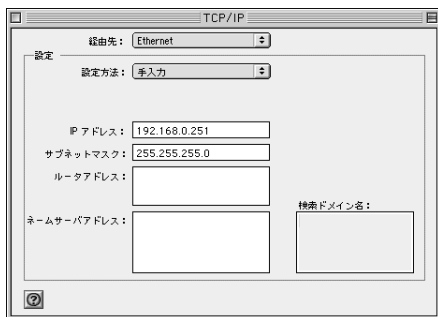 TCP/IP
経由先： Ethernet
設定
設定方法： 手入力
IP アドレス： 192.168.0.251
サブネットマスク： 255.255.255.0
ルータアドレス：
検索ドメイン名：
ネームサーバアドレス：
?